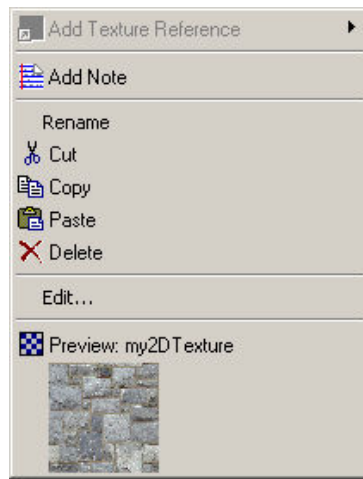 Add Texture Reference
Add Note
Rename
Cut
Copy
Paste
Delete
Edit...
Preview: my2DTexture